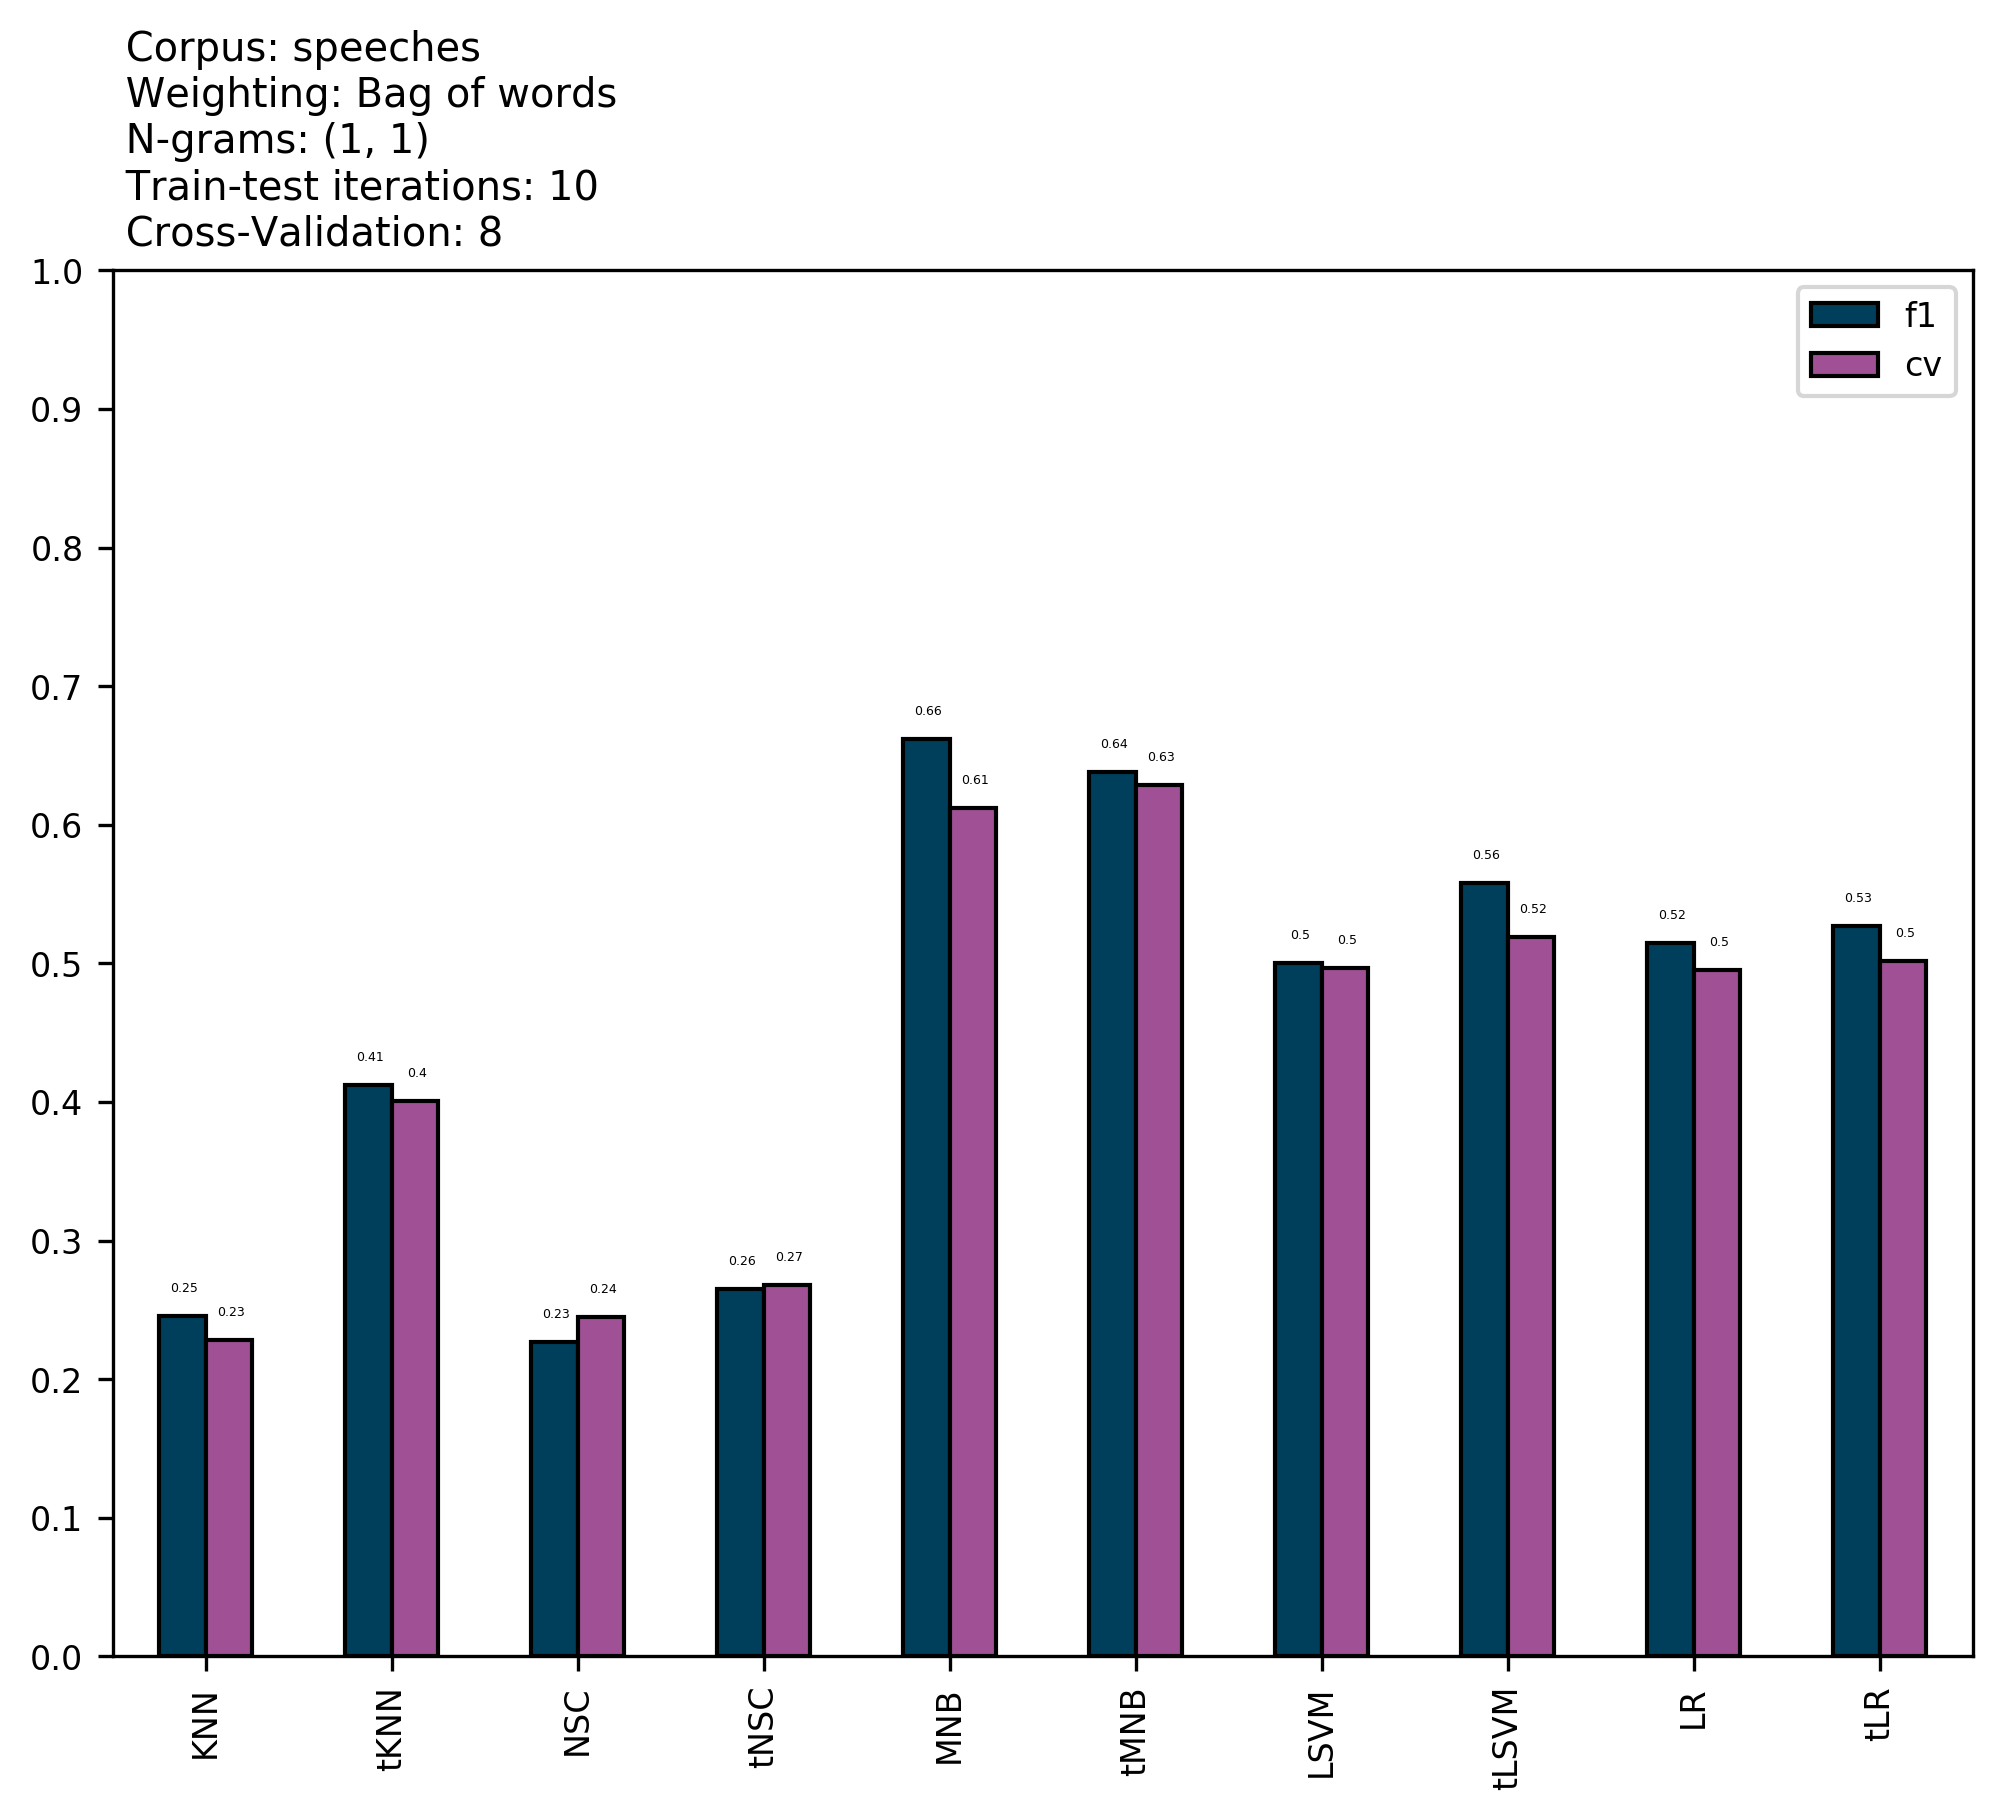 Corpus: speeches
Weighting: Bag of words
N-grams: (1, 1)
Train-test iterations: 10
Cross-Validation: 8
1.0
0.9
0.8
0.7
0.6
0.5
0.4
0.3
0.2
0.1
0.0
f1
cv
0.25
0.23
0.41
0.4
0.23
0.24
0.26
0.27
0.66
0.61
0.64
0.63
0.5
0.5
0.56
0.52
0.52
0.5
0.53
0.5
KNN
tKNN
NSC
tNSC
MNB
tMNB
LSVM
tLSVM
LR
tLR